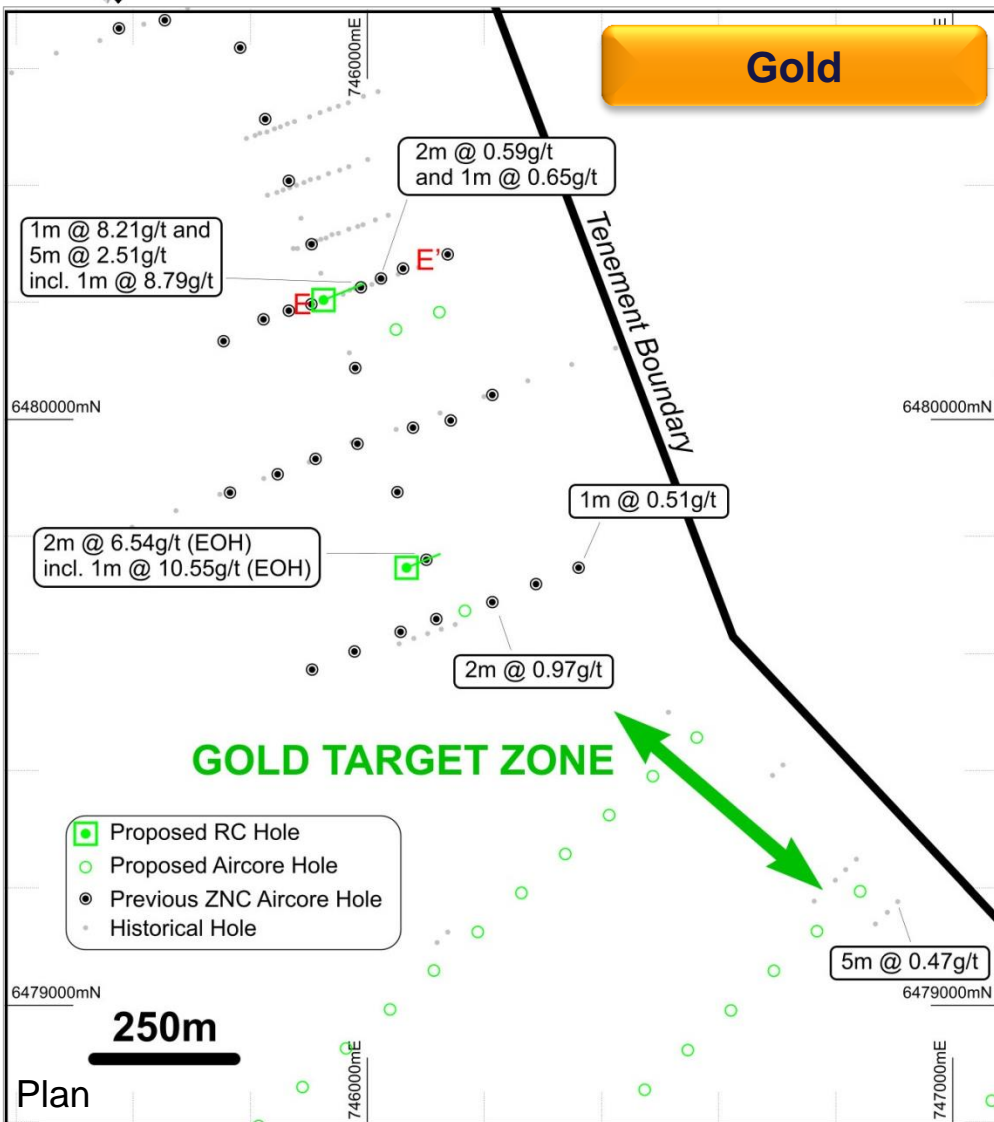 Gold
746000mE
E
2m @ 0.59g/t
and 1m @ 0.65g/t
Tenement Boundary
1m @ 8.21g/t and
5m @ 2.51g/t
incl. 1m @ 8.79g/t
E'
E
6480000mN
6480000mN
1m @ 0.51g/t
2m @ 6.54g/t (EOH)
incl. 1m @ 10.55g/t (EOH)
2m @ 0.97g/t
GOLD TARGET ZONE
Proposed RC Hole
Proposed Aircore Hole
Previous ZNC Aircore Hole
Historical Hole
5m @ 0.47g/t
6479000mN
6479000mN
250m
746000mE
747000mE
Plan